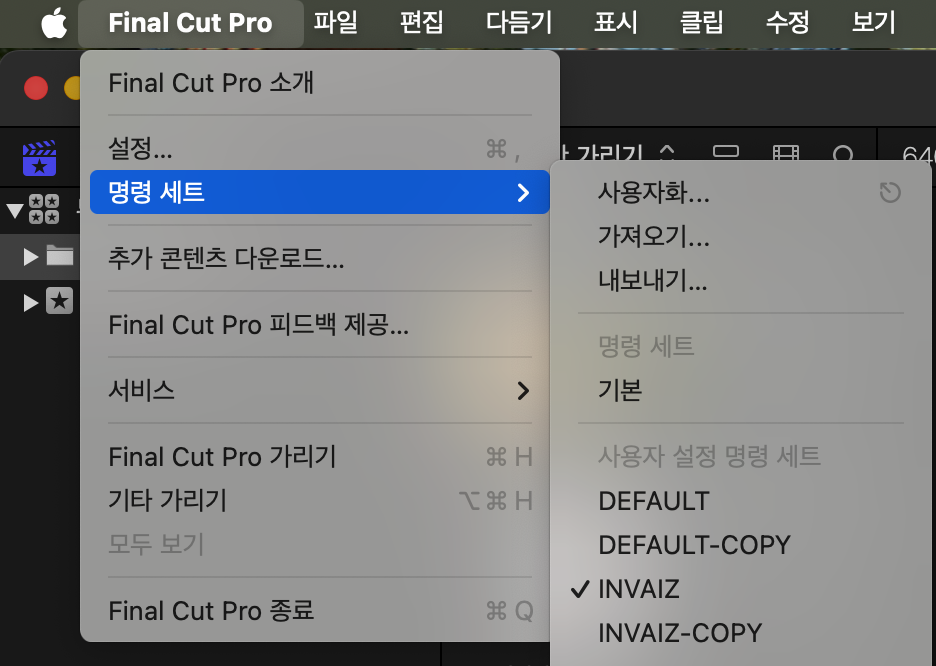 Final Cut Pro 파일 편집 다듬기 표시 클립 수정 보기
Final Cut Pro 소개
설정... ⌘ ,
명령 세트
추가 콘텐츠 다운로드...
Final Cut Pro 피드백 제공...
서비스
Final Cut Pro 가리기 ⌘ H
기타 가리기 ⌥ ⌘ H
모두 보기
Final Cut Pro 종료 ⌘ Q
가리기
사용자화...
가져오기...
내보내기...
명령 세트
기본
사용자 설정 명령 세트
DEFAULT
DEFAULT-COPY
✓ INVAIZ
INVAIZ-COPY